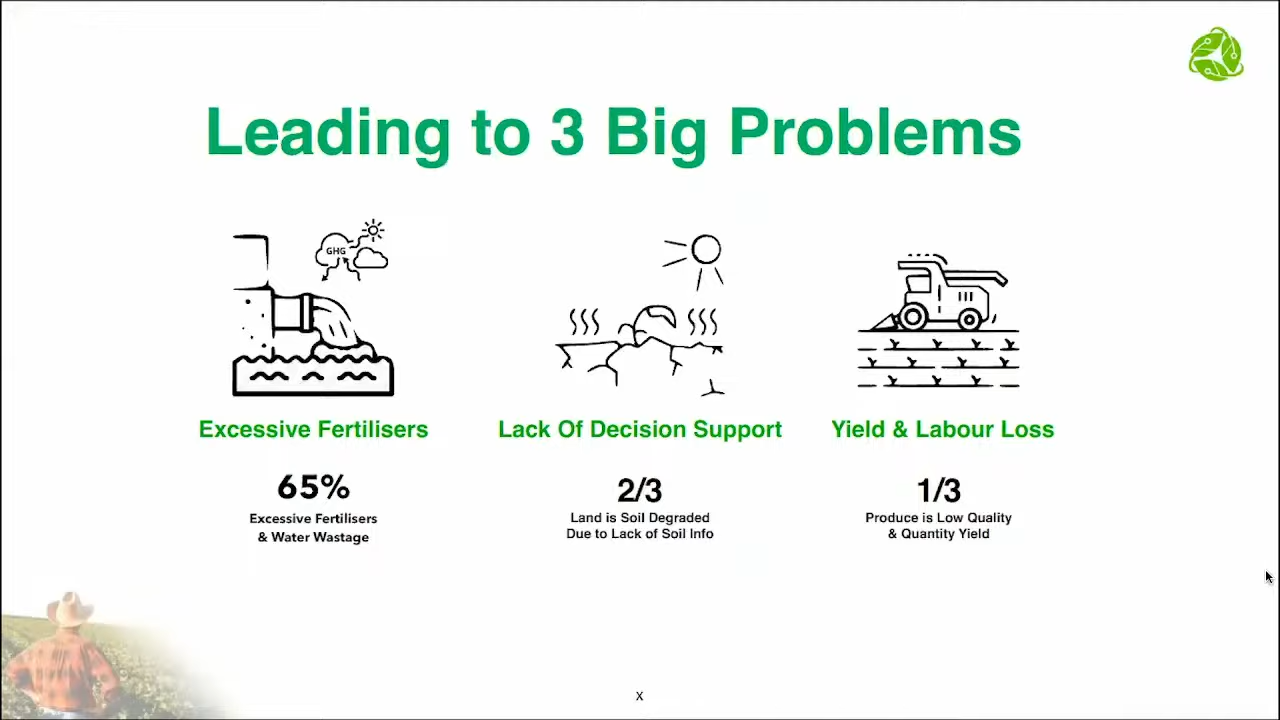 Leading to 3 Big Problems
GHG
Excessive Fertilisers
Lack Of Decision Support
Yield & Labour Loss
65%
2/3
1/3
Excessive Fertilisers
& Water Wastage
Land is Soil Degraded
Due to Lack of Soil Info
Produce is Low Quality
& Quantity Yield
X